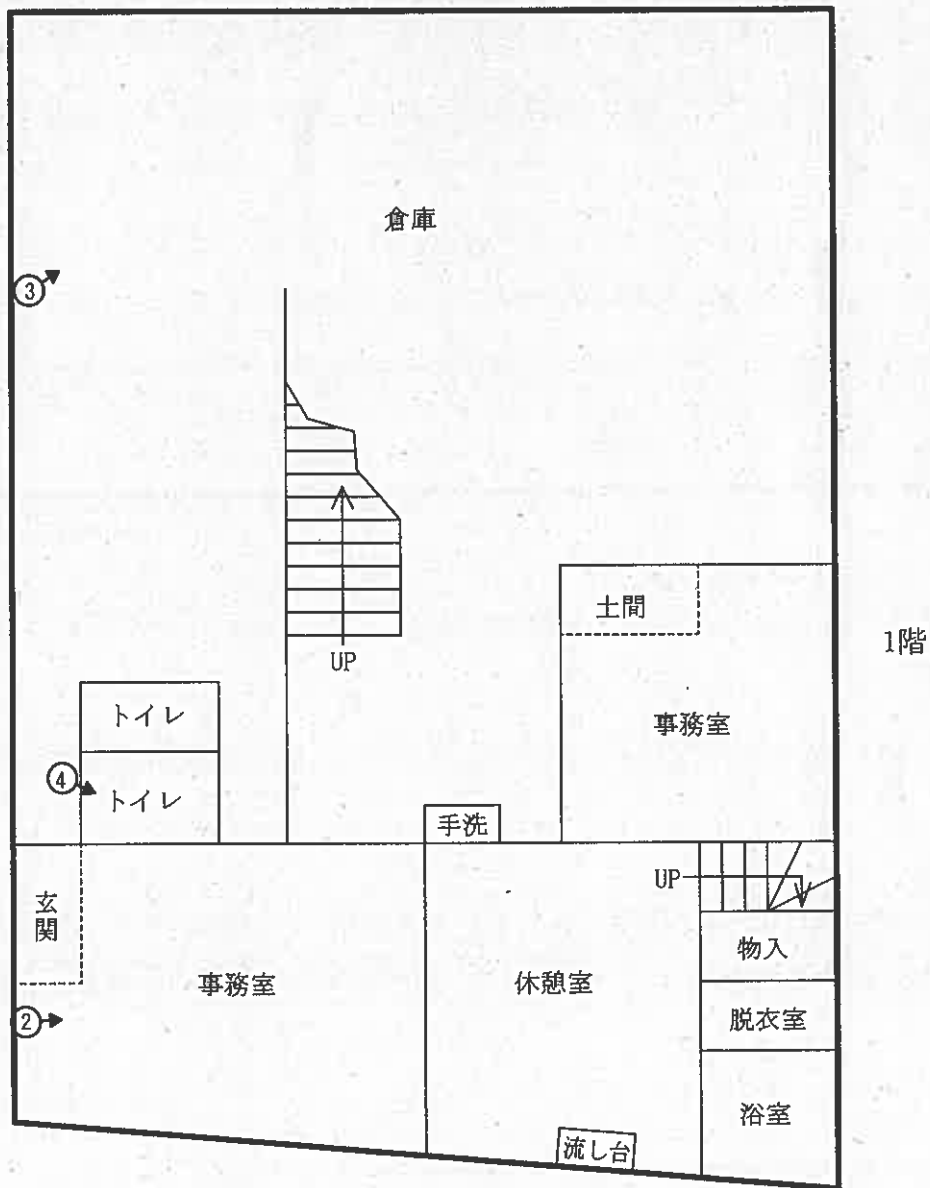 倉庫
③
土間
1階
UP
トイレ
事務室
④
トイレ
手洗
UP
玄関
物入
事務室
休憩室
②
脱衣室
浴室
流し台